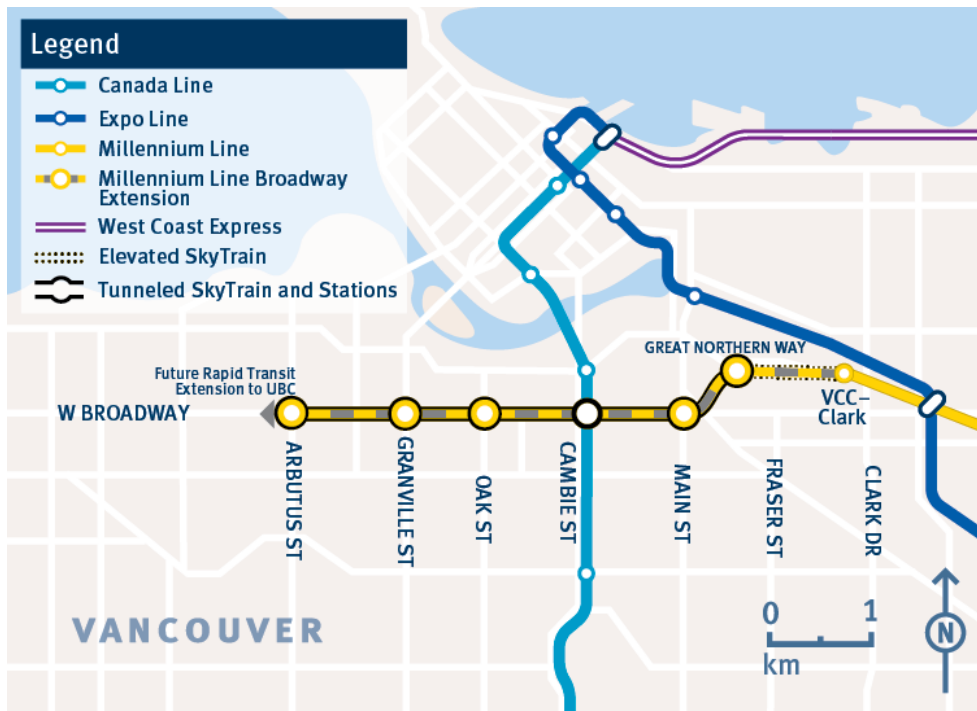 Legend
Canada Line
Expo Line
Millennium Line
Millennium Line Broadway
Extension
West Coast Express
Elevated SkyTrain
Tunneled SkyTrain and Stations
GREAT NORTHERN WAY
Future Rapid Transit
Extension to UBC
W BROADWAY
VCC–
Clark
ARBUTUS ST
GRANVILLE ST
OAK ST
CAMBIE ST
MAIN ST
FRASER ST
CLARK DR
VANCOUVER
0 1
km
N